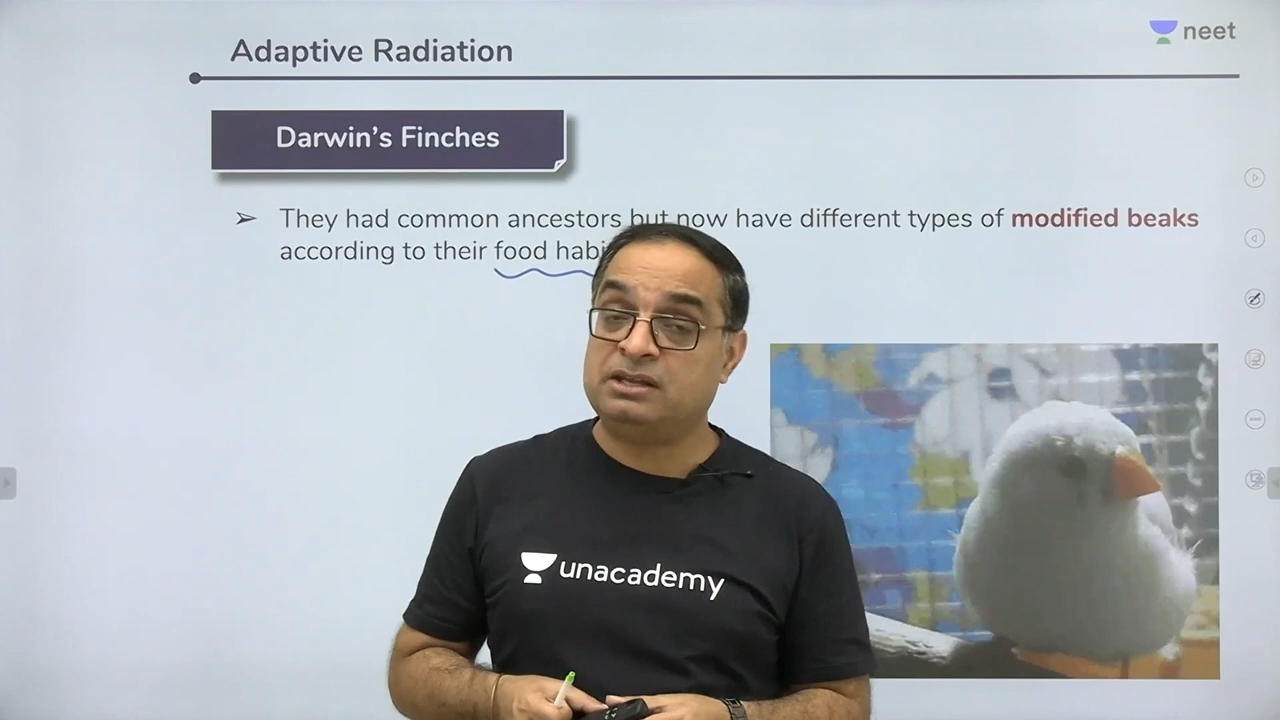 Adaptive Radiation
neet
Darwin's Finches
➢ They had common ancestors but now have different types of modified beaks
according to their food
unacademy